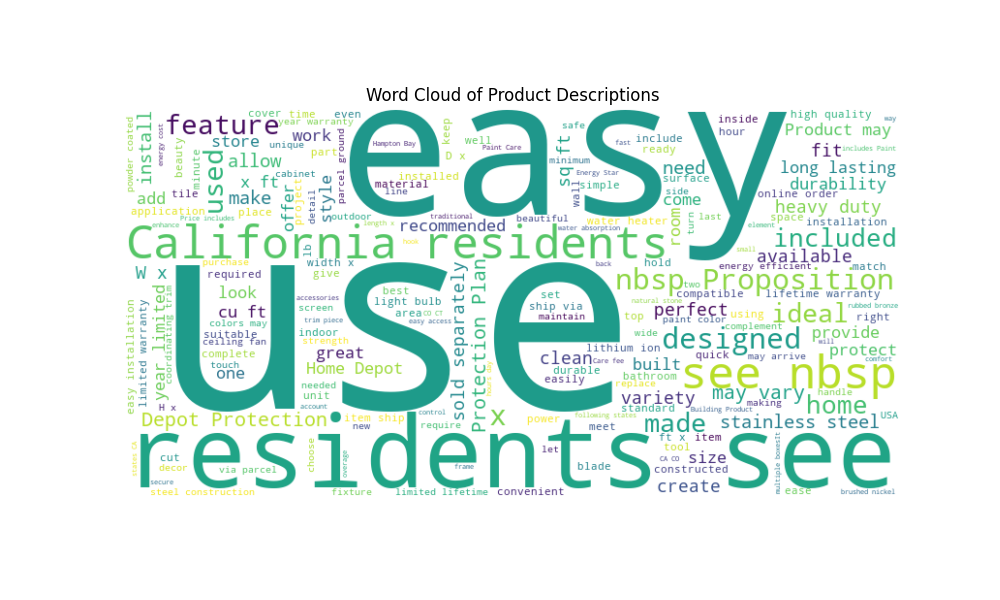 Word Cloud of Product Descriptions
easy
use
residents see
California residents
see nbsp
nbsp Proposition
feature
install
used
designed
ideal
included
made
home
x
Protection Plan
Depot Protection
Home Depot
sold separately
stainless steel
may vary
variety
create
size
perfect
provide
protect
built
clean
available
heavy duty
durability
long lasting
fit
Product may
high quality
inside
hour
cover
time
even
year warranty
work
store
unique
part
allow
x ft
make
add
tile
minute
beauty
powder coated
energy cost
application
place
Price includes
enhance
offer
project
detail
style
parcel ground
cabinet
outdoor
material
line
length x
installed
recommended
traditional
Hampton Bay
keep
well
D x
Paint Care
beautiful
water absorption
water heater
minimum
Energy Star
simple
safe
fast
sq ft
wall
include
ready
need
surface
come
side
room
turn
last
online order
space
installation
element
includes Paint
way
small
energy efficient
match
W x
purchase
required
look
cu ft
colors may
suitable
ceiling fan
complete
touch
one
lb
width x
give
screen
accessories
trim piece
indoor
strength
great
needed
unit
account
hold
best
light bulb
area
CO CT
easy access
hook
set
ship via
maintain
back
top
wide
two
natural stone
compatible
lifetime warranty
paint color
using
complement
rubbed bronze
right
will
quick
may arrive
comfort
lithium ion
Care fee
durable
easily
bathroom
replace
handle
making
standard
Building Product
USA
easy installation
limited warranty
year limited
coordinating trim
H x
item ship
new
control
require
power
meet
following states
states CA
cut
decor
via parcel
secure
steel construction
choose
coverage
fixture
limited lifetime
frame
convenient
let
blade
ft x
item
tool
CA CO
constructed
multiple boxesIt
ease
brushed nickel